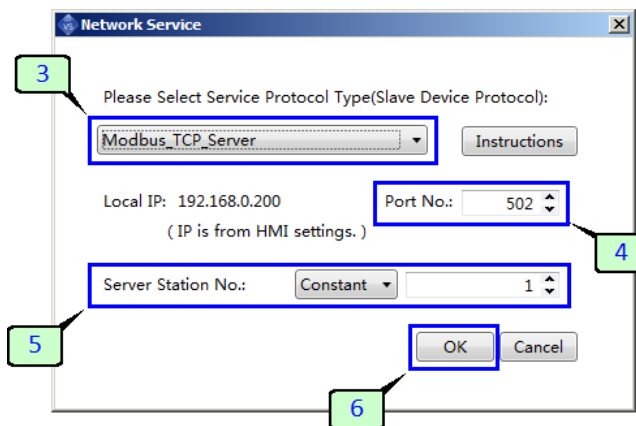 VS Network Service
3
Please Select Service Protocol Type(Slave Device Protocol):
Modbus_TCP_Server
Instructions
Local IP: 192.168.0.200 Port No.: 502
( IP is from HMI settings. )
4
Server Station No.: Constant 1
5
OK Cancel
6